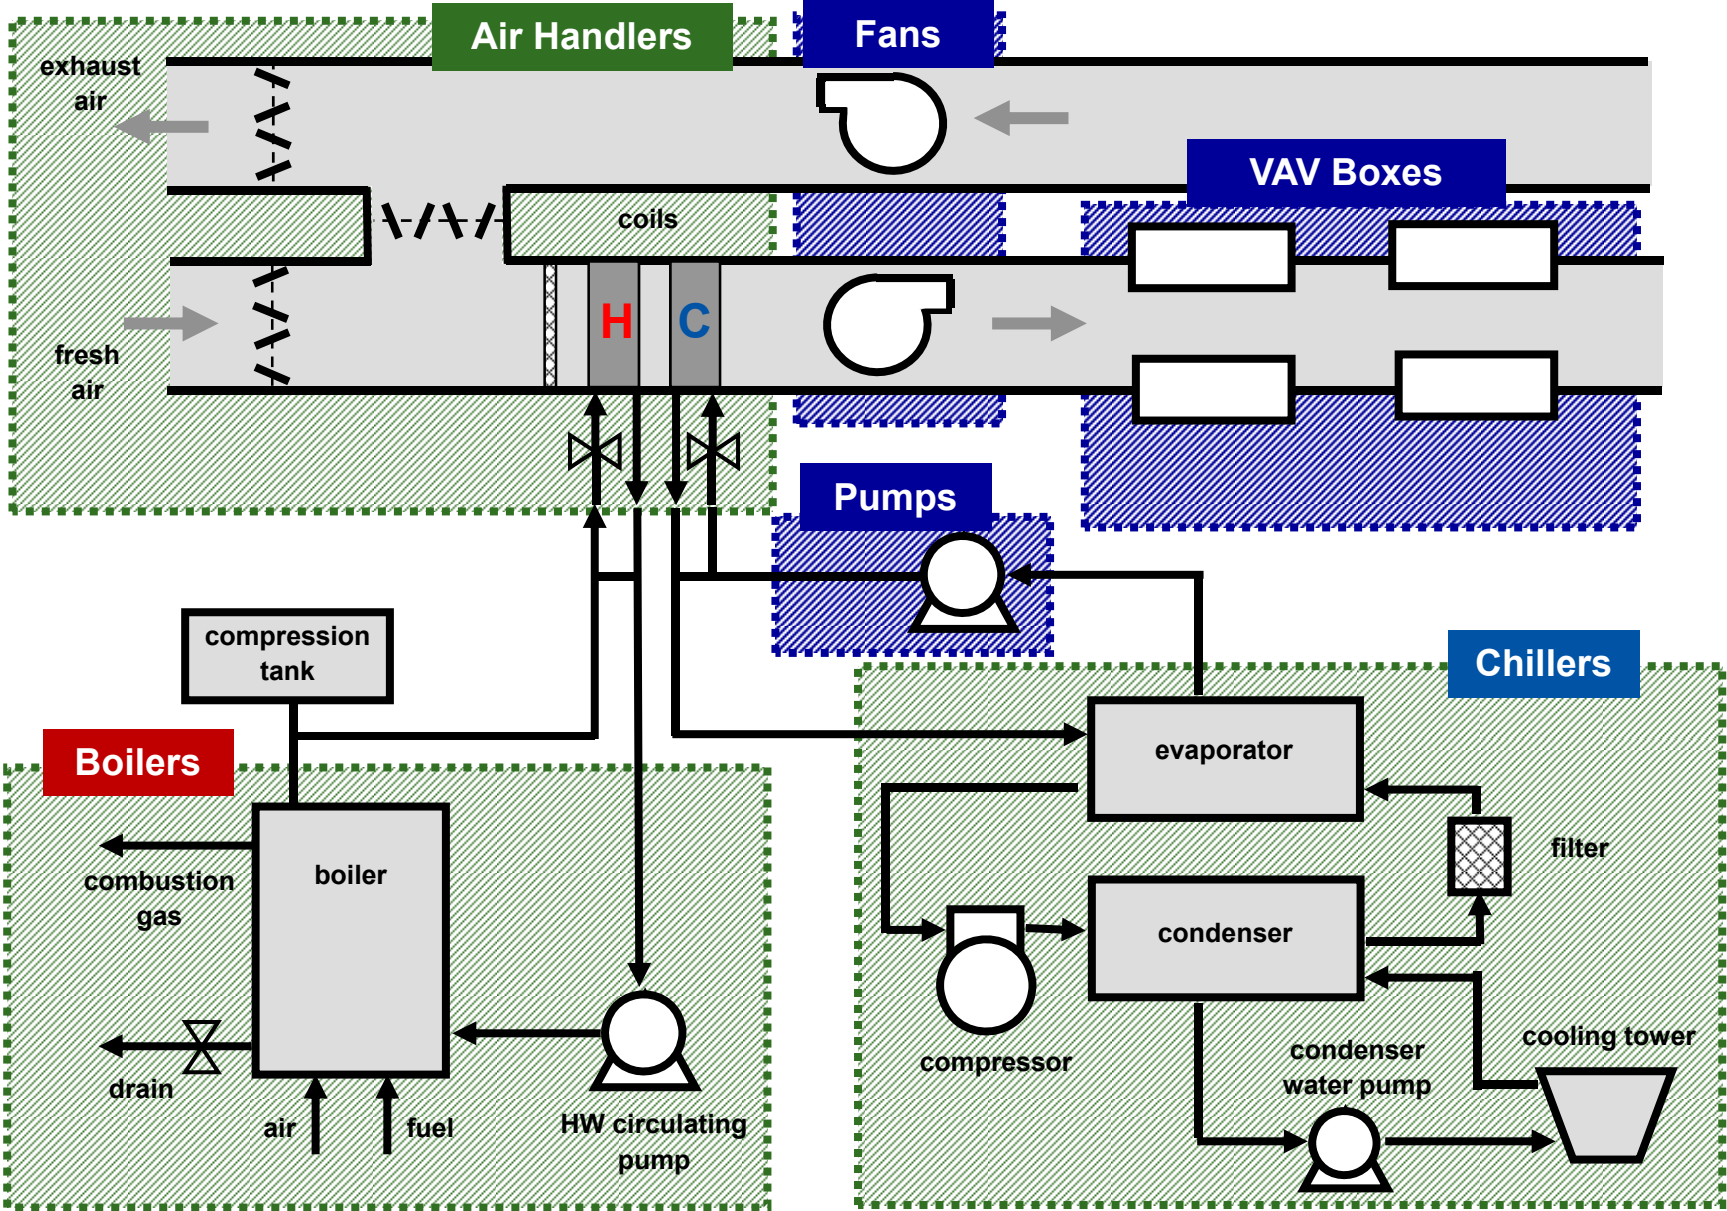 Air Handlers
Fans
exhaust
air
VAV Boxes
coils
H
C
fresh
air
Pumps
compression
tank
Chillers
Boilers
evaporator
boiler
filter
combustion
gas
condenser
compressor
condenser
water pump
cooling tower
drain
air
fuel
HW circulating
pump